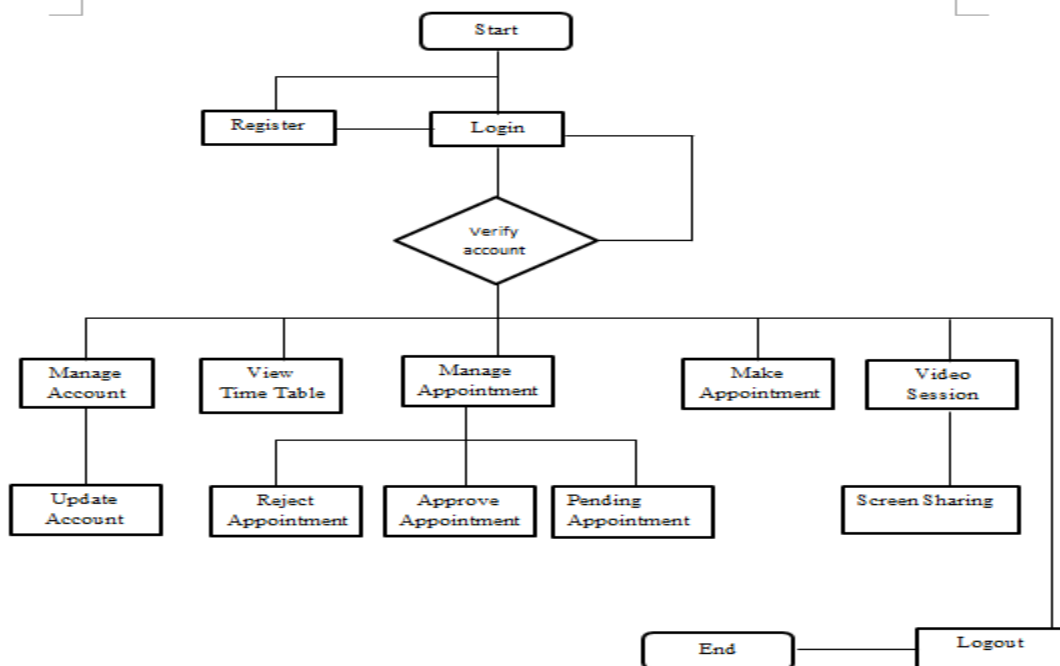 Start
Register
Login
Verify
account
Manage
Account
View
Time Table
Manage
Appointment
Make
Appointment
Video
Session
Update
Account
Reject
Appointment
Approve
Appointment
Pending
Appointment
Screen Sharing
End
Logout